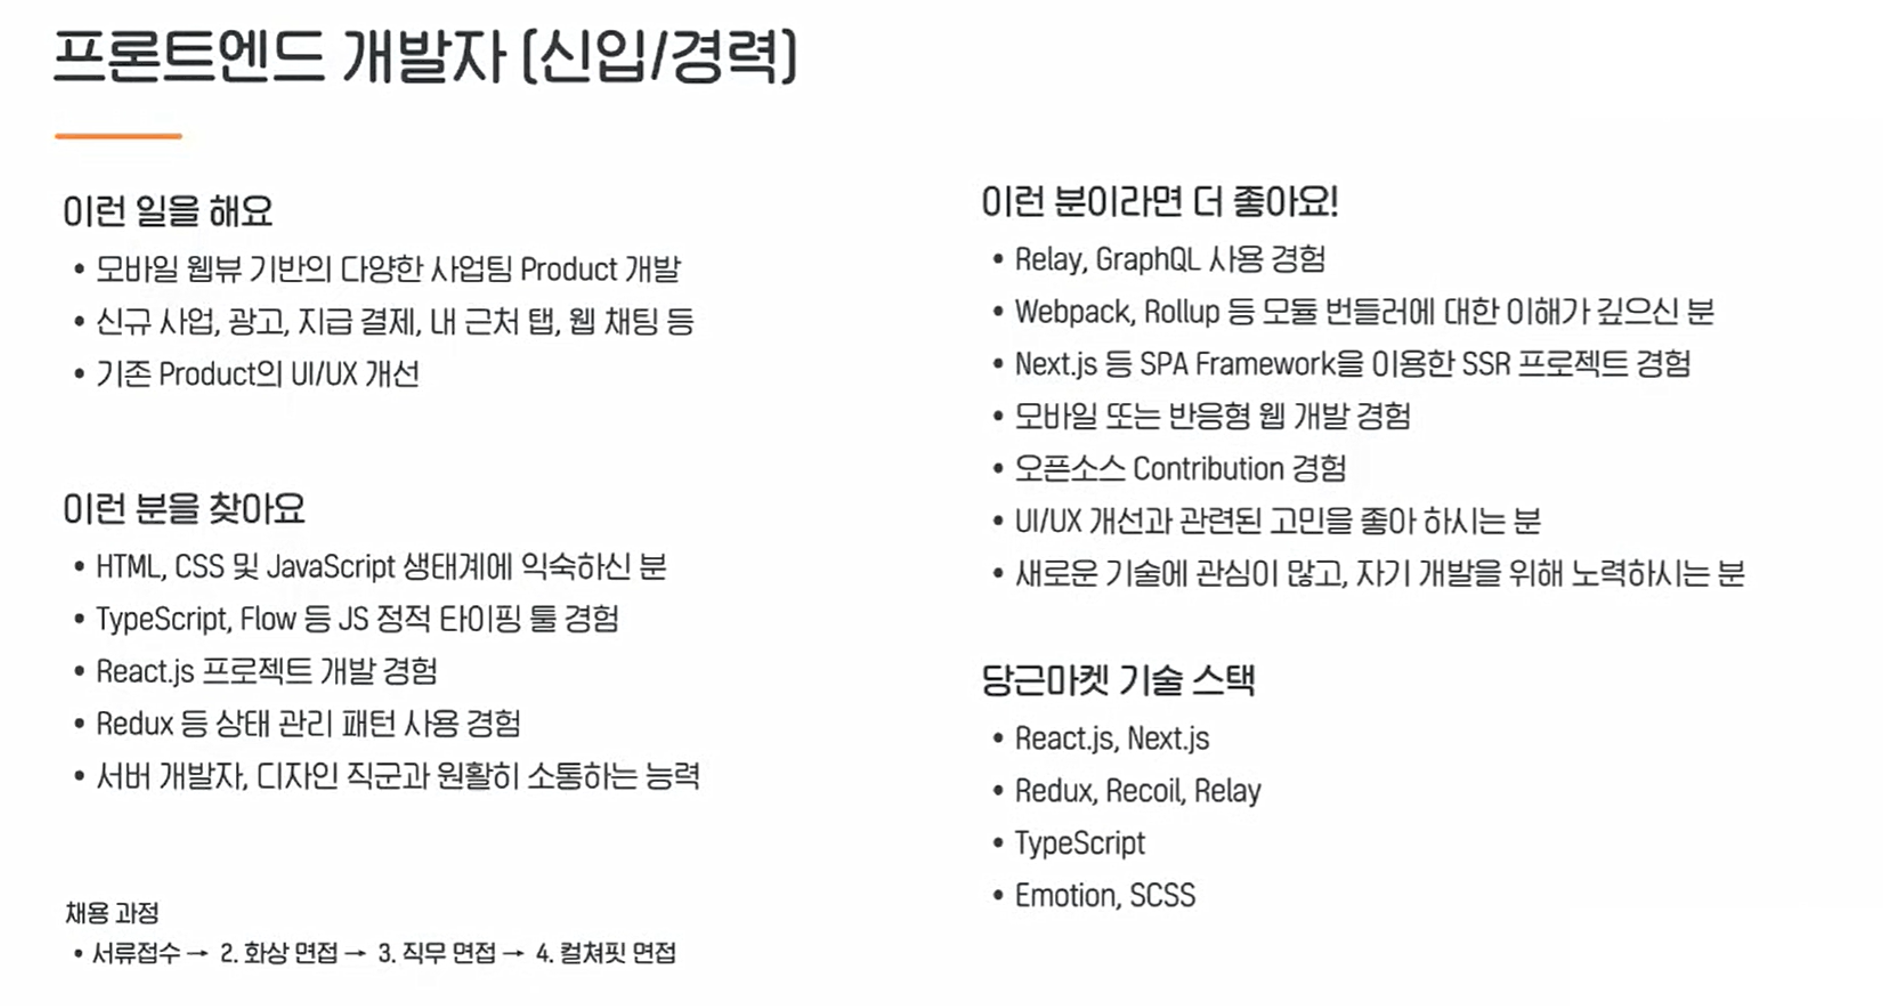 프론트엔드 개발자 (신입/경력)
이런 일을 해요
• 모바일 웹뷰 기반의 다양한 사업팀 Product 개발
• 신규 사업, 광고, 지급 결제, 내 근처 탭, 웹 채팅 등
• 기존 Product의 UI/UX 개선
이런 분을 찾아요
• HTML, CSS 및 JavaScript 생태계에 익숙하신 분
• TypeScript, Flow 등 JS 정적 타이핑 툴 경험
• React.js 프로젝트 개발 경험
• Redux 등 상태 관리 패턴 사용 경험
• 서버 개발자, 디자인 직군과 원활히 소통하는 능력
채용 과정
• 서류접수 → 2. 화상 면접 → 3. 직무 면접 → 4. 컬쳐핏 면접
이런 분이라면 더 좋아요!
• Relay, GraphQL 사용 경험
• Webpack, Rollup 등 모듈 번들러에 대한 이해가 깊으신 분
• Next.js 등 SPA Framework을 이용한 SSR 프로젝트 경험
• 모바일 또는 반응형 웹 개발 경험
• 오픈소스 Contribution 경험
• UI/UX 개선과 관련된 고민을 좋아 하시는 분
• 새로운 기술에 관심이 많고, 자기 개발을 위해 노력하시는 분
당근마켓 기술 스택
• React.js, Next.js
• Redux, Recoil, Relay
• TypeScript
• Emotion, SCSS